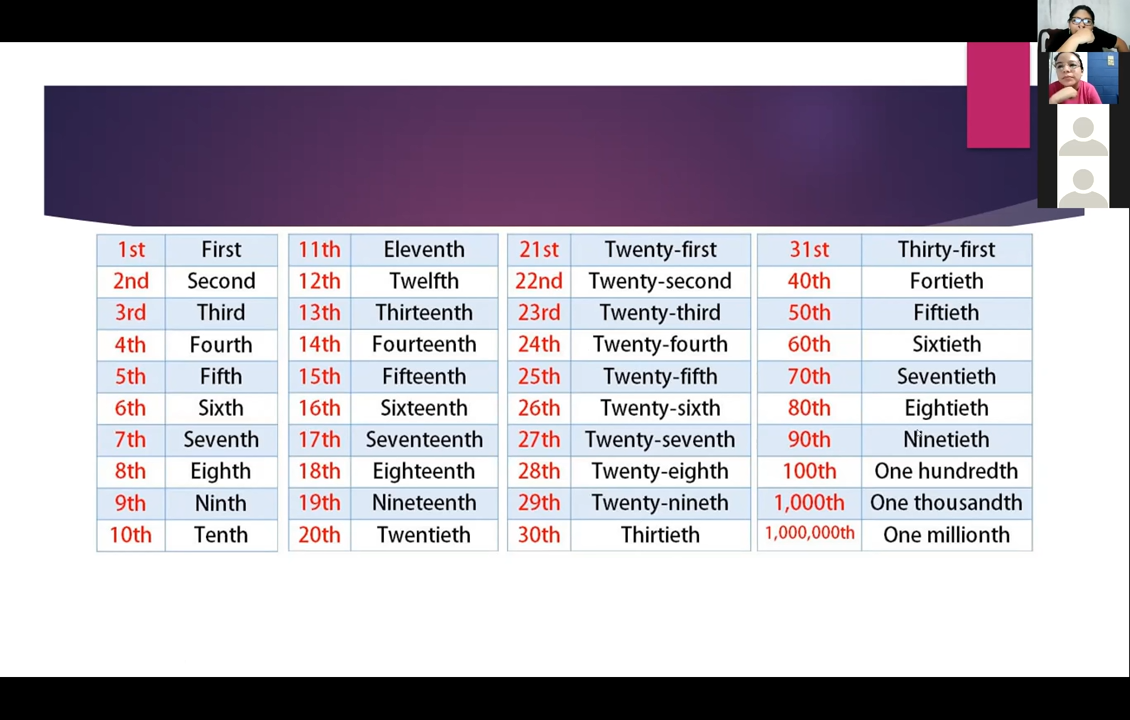 1st First 11th Eleventh 21st Twenty-first 31st Thirty-first
2nd Second 12th Twelfth 22nd Twenty-second 40th Fortieth
3rd Third 13th Thirteenth 23rd Twenty-third 50th Fiftieth
4th Fourth 14th Fourteenth 24th Twenty-fourth 60th Sixtieth
5th Fifth 15th Fifteenth 25th Twenty-fifth 70th Seventieth
6th Sixth 16th Sixteenth 26th Twenty-sixth 80th Eightieth
7th Seventh 17th Seventeenth 27th Twenty-seventh 90th Ninetieth
8th Eighth 18th Eighteenth 28th Twenty-eighth 100th One hundredth
9th Ninth 19th Nineteenth 29th Twenty-nineth 1,000th One thousandth
10th Tenth 20th Twentieth 30th Thirtieth 1,000,000th One millionth